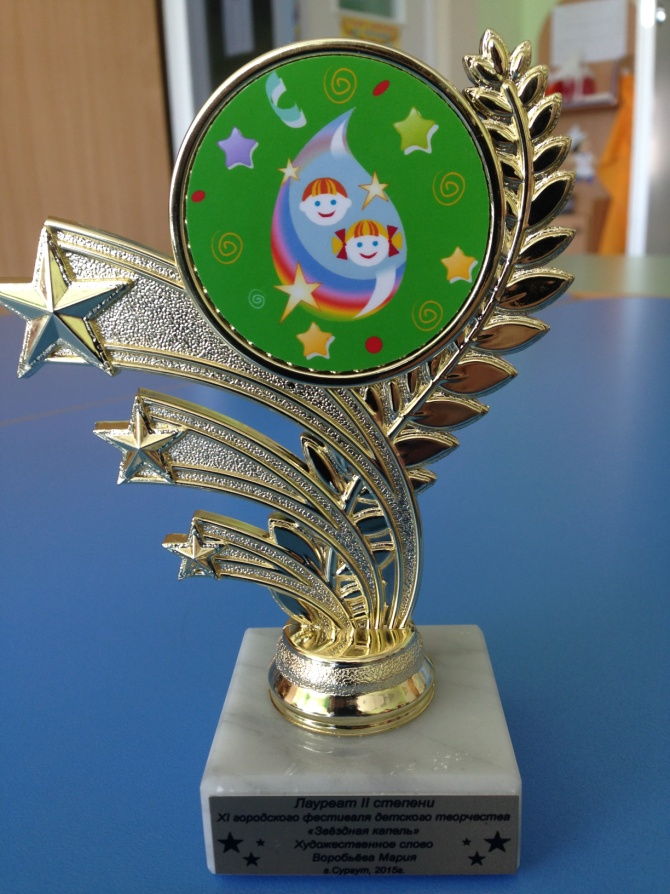 Лауреат II степени
XI городского фестиваля детского творчества
«Звёздная капель»
Художественное слово
Воробьёва Мария
г.Сургут, 2015г.